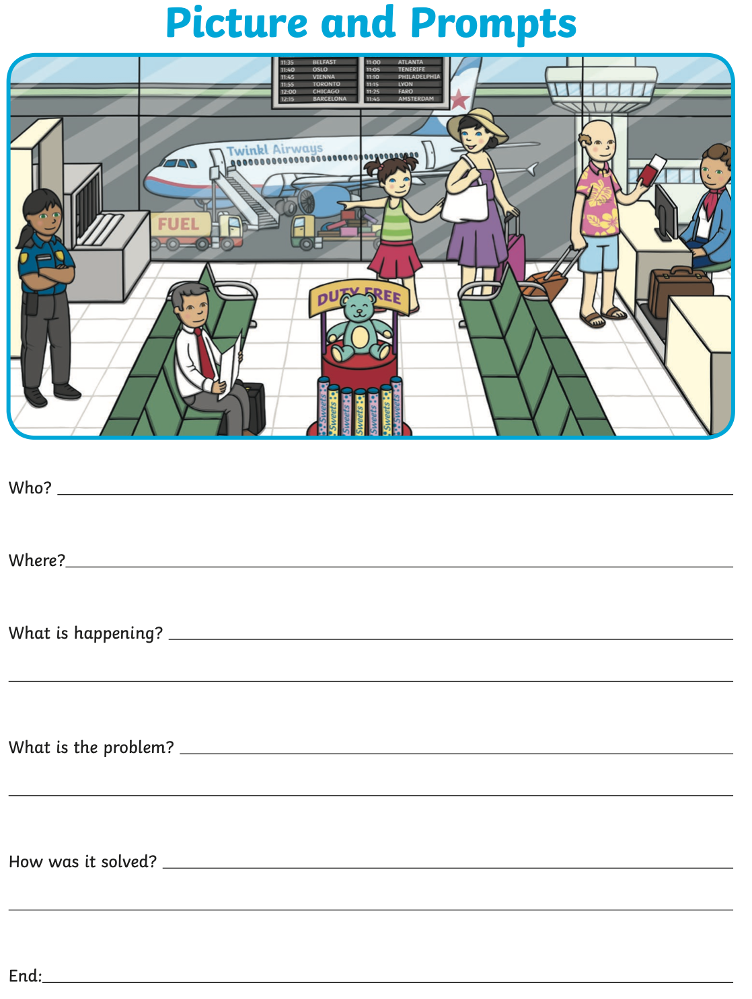 Picture and Prompts
11:35 BELFAST 11:00 ATLANTA
11:40 OSLO 11:05 TENERIFE
11:45 VIENNA 11:10 PHILADELPHIA
11:55 TORONTO 11:15 LYON
12:00 CHICAGO 11:25 FARO
12:15 BARCELONA 11:45 AMSTERDAM
Twinkl Airways
FUEL
DUTY FREE
Sweets
Sweets
Sweets
Sweets
Sweets
Sweets
Sweets
Who?
Where?
What is happening?
What is the problem?
How was it solved?
End: